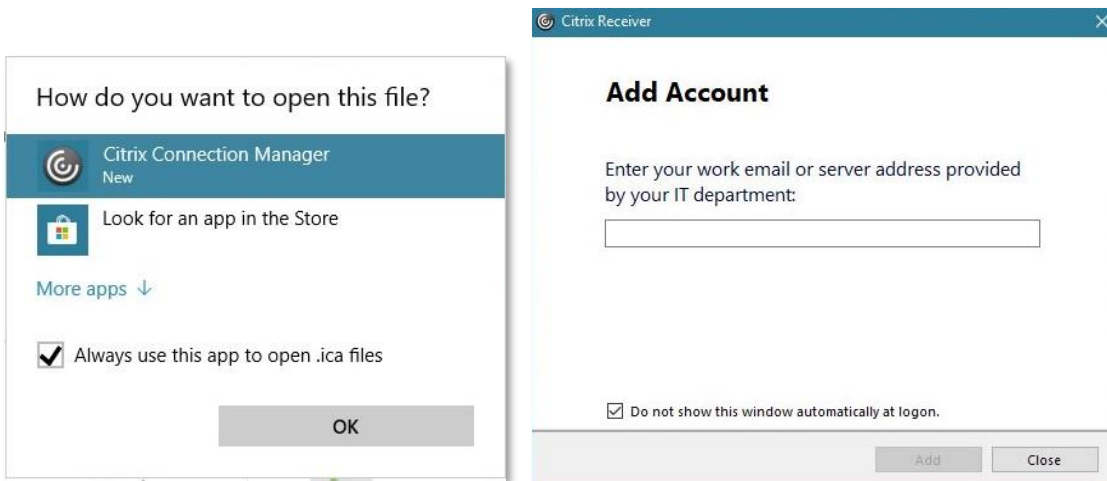 How do you want to open this file?
Citrix Connection Manager
New
Look for an app in the Store
More apps ↓
Always use this app to open .ica files
OK
Citrix Receiver
Add Account
Enter your work email or server address provided
by your IT department:
Do not show this window automatically at logon.
Add
Close